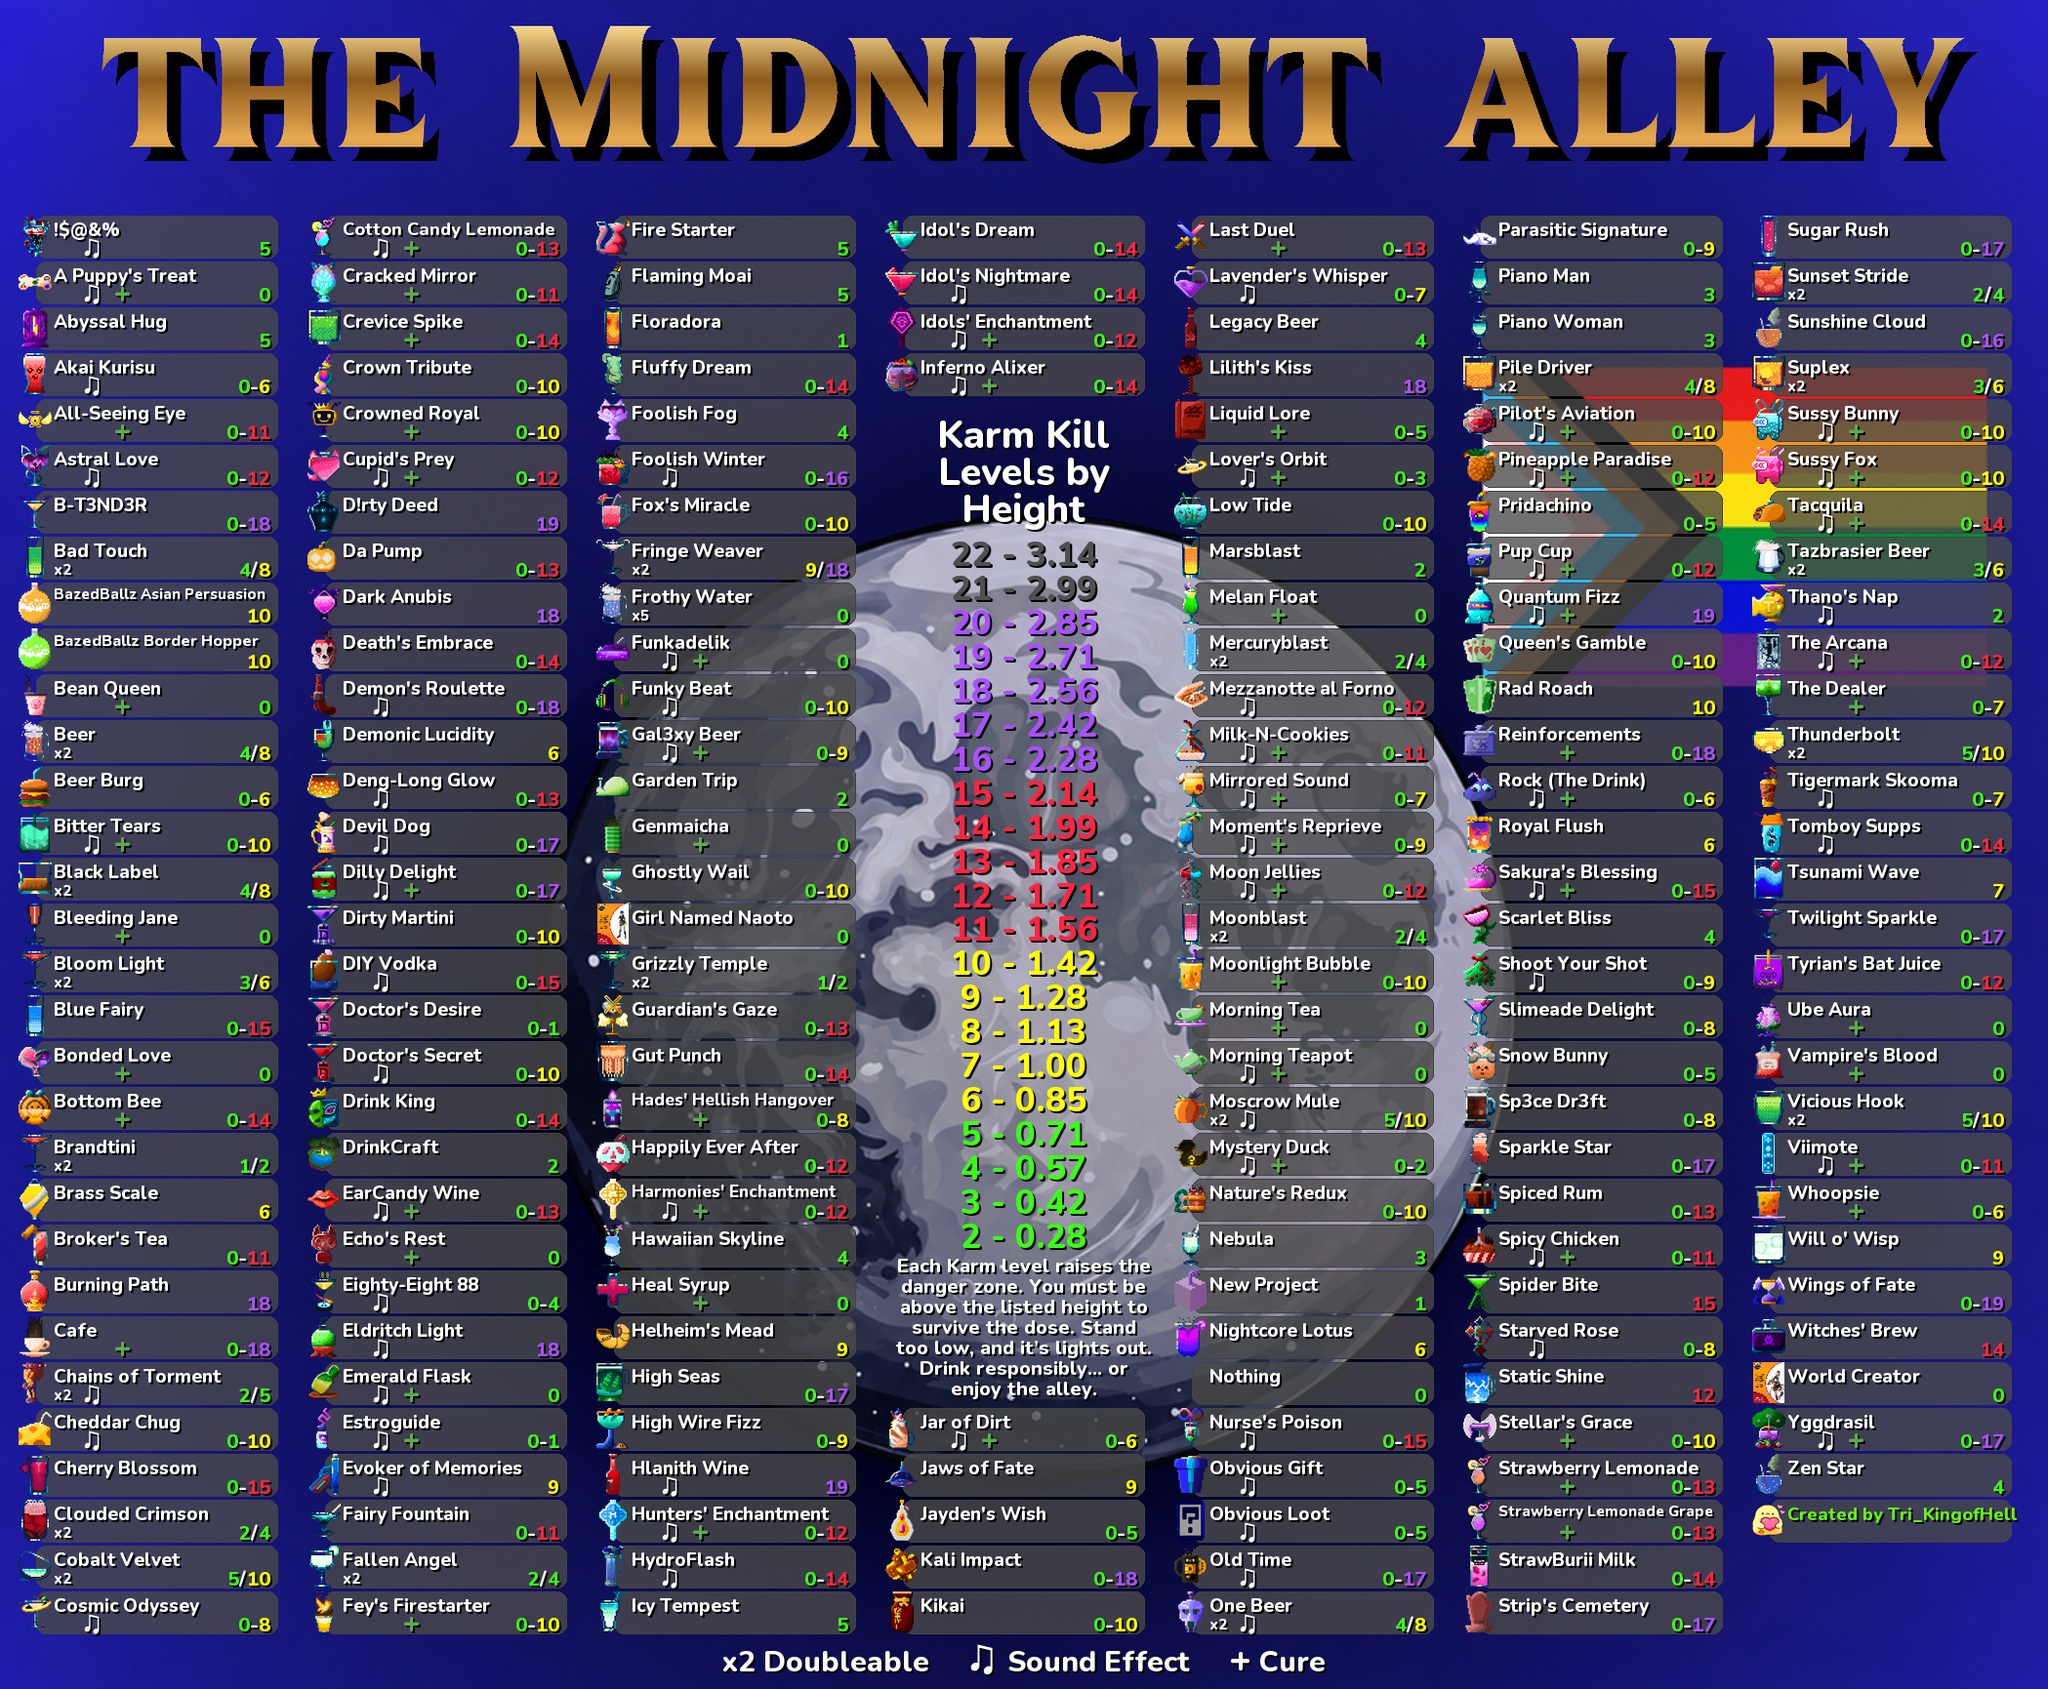 THE MIDNIGHT ALLEY
!$@&%
♫ 5
A Puppy's Treat
♫ + 0
Abyssal Hug
5
Akai Kurisu
♫ 0-6
All-Seeing Eye
+ 0-11
Astral Love
♫ 0-12
B-T3ND3R
0-18
Bad Touch
x2 4/8
BazedBallz Asian Persuasion
10
BazedBallz Border Hopper
10
Bean Queen
+ 0
Beer
x2 4/8
Beer Burg
0-6
Bitter Tears
♫ + 0-10
Black Label
x2 4/8
Bleeding Jane
+ 0
Bloom Light
x2 3/6
Blue Fairy
0-15
Bonded Love
+ 0
Bottom Bee
+ 0-14
Brandtini
x2 1/2
Brass Scale
6
Broker's Tea
0-11
Burning Path
18
Cafe
+ 0-18
Chains of Torment
x2 ♫ 2/5
Cheddar Chug
♫ 0-10
Cherry Blossom
0-15
Clouded Crimson
x2 2/4
Cobalt Velvet
x2 5/10
Cosmic Odyssey
♫ 0-8
Cotton Candy Lemonade
♫ + 0-13
Cracked Mirror
+ 0-11
Crevice Spike
+ 0-14
Crown Tribute
0-10
Crowned Royal
+ 0-10
Cupid's Prey
♫ + 0-12
D!rty Deed
19
Da Pump
0-13
Dark Anubis
18
Death's Embrace
0-14
Demon's Roulette
♫ 0-18
Demonic Lucidity
6
Deng-Long Glow
♫ 0-13
Devil Dog
♫ 0-17
Dilly Delight
♫ + 0-17
Dirty Martini
0-10
DIY Vodka
♫ 0-15
Doctor's Desire
0-1
Doctor's Secret
♫ 0-10
Drink King
0-14
DrinkCraft
2
EarCandy Wine
♫ + 0-13
Echo's Rest
+ 0
Eighty-Eight 88
♫ 0-4
Eldritch Light
♫ 18
Emerald Flask
♫ + 0
Estroguide
♫ + 0-1
Evoker of Memories
♫ 9
Fairy Fountain
0-11
Fallen Angel
x2 2/4
Fey's Firestarter
+ 0-10
Fire Starter
5
Flaming Moai
5
Floradora
1
Fluffy Dream
0-14
Foolish Fog
4
Foolish Winter
♫ 0-16
Fox's Miracle
0-10
Fringe Weaver
x2 9/18
Frothy Water
x5 0
Funkadelik
♫ + 0
Funky Beat
♫ 0-10
Gal3xy Beer
♫ + 0-9
Garden Trip
2
Genmaicha
+ 0
Ghostly Wail
0-10
Girl Named Naoto
0
Grizzly Temple
x2 1/2
Guardian's Gaze
0-13
Gut Punch
0-14
Hades' Hellish Hangover
+ 0-8
Happily Ever After
0-12
Harmonies' Enchantment
♫ + 0-12
Hawaiian Skyline
4
Heal Syrup
+ 0
Helheim's Mead
9
High Seas
0-17
High Wire Fizz
0-9
Hlanith Wine
19
Hunters' Enchantment
♫ + 0-12
HydroFlash
♫ 0-14
Icy Tempest
5
Idol's Dream
0-14
Idol's Nightmare
♫ 0-14
Idols' Enchantment
♫ + 0-12
Inferno Alixer
♫ + 0-14
Karm Kill
Levels by
Height
22 - 3.14
21 - 2.99
20 - 2.85
19 - 2.71
18 - 2.56
17 - 2.42
16 - 2.28
15 - 2.14
14 - 1.99
13 - 1.85
12 - 1.71
11 - 1.56
10 - 1.42
9 - 1.28
8 - 1.13
7 - 1.00
6 - 0.85
5 - 0.71
4 - 0.57
3 - 0.42
2 - 0.28
Each Karm level raises the
danger zone. You must be
above the listed height to
survive the dose. Stand
too low, and it's lights out.
Drink responsibly... or
enjoy the alley.
Jar of Dirt
♫ + 0-6
Jaws of Fate
9
Jayden's Wish
0-5
Kali Impact
0-18
Kikai
0-10
Last Duel
+ 0-13
Lavender's Whisper
♫ 0-7
Legacy Beer
4
Lilith's Kiss
18
Liquid Lore
+ 0-5
Lover's Orbit
♫ + 0-3
Low Tide
0-10
Marsblast
2
Melan Float
+ 0
Mercuryblast
x2 2/4
Mezzanotte al Forno
♫ 0-12
Milk-N-Cookies
♫ + 0-11
Mirrored Sound
♫ + 0-7
Moment's Reprieve
♫ + 0-9
Moon Jellies
♫ + 0-12
Moonblast
x2 2/4
Moonlight Bubble
+ 0-10
Morning Tea
+ 0
Morning Teapot
♫ + 0
Moscrow Mule
x2 ♫ 5/10
Mystery Duck
♫ + 0-2
Nature's Redux
0-10
Nebula
3
New Project
1
Nightcore Lotus
6
Nothing
0
Nurse's Poison
♫ 0-15
Obvious Gift
♫ 0-5
Obvious Loot
♫ 0-5
Old Time
♫ 0-17
One Beer
x2 ♫ 4/8
Parasitic Signature
0-9
Piano Man
3
Piano Woman
3
Pile Driver
x2 4/8
Pilot's Aviation
♫ + 0-10
Pineapple Paradise
♫ + 0-12
Pridachino
0-5
Pup Cup
♫ + 0-12
Quantum Fizz
♫ + 19
Queen's Gamble
0-10
Rad Roach
10
Reinforcements
+ 0-18
Rock (The Drink)
♫ + 0-6
Royal Flush
6
Sakura's Blessing
♫ + 0-15
Scarlet Bliss
4
Shoot Your Shot
♫ 0-9
Slimeade Delight
0-8
Snow Bunny
0-5
Sp3ce Dr3ft
0-8
Sparkle Star
0-17
Spiced Rum
0-13
Spicy Chicken
♫ + 0-11
Spider Bite
15
Starved Rose
♫ 0-8
Static Shine
12
Stellar's Grace
+ 0-10
Strawberry Lemonade
+ 0-13
Strawberry Lemonade Grape
+ 0-13
StrawBurii Milk
0-14
Strip's Cemetery
0-17
Sugar Rush
0-17
Sunset Stride
x2 2/4
Sunshine Cloud
0-16
Suplex
x2 3/6
Sussy Bunny
♫ + 0-10
Sussy Fox
♫ + 0-10
Tacquila
♫ + 0-14
Tazbrasier Beer
x2 3/6
Thano's Nap
♫ 2
The Arcana
♫ + 0-12
The Dealer
+ 0-7
Thunderbolt
x2 5/10
Tigermark Skooma
♫ 0-7
Tomboy Supps
♫ 0-14
Tsunami Wave
7
Twilight Sparkle
0-17
Tyrian's Bat Juice
0-12
Ube Aura
+ 0
Vampire's Blood
+ 0
Vicious Hook
x2 5/10
Viimote
♫ + 0-11
Whoopsie
+ 0-6
Will o' Wisp
9
Wings of Fate
0-19
Witches' Brew
14
World Creator
0
Yggdrasil
♫ + 0-17
Zen Star
4
Created by Tri_KingofHell
x2 Doubleable ♫ Sound Effect + Cure